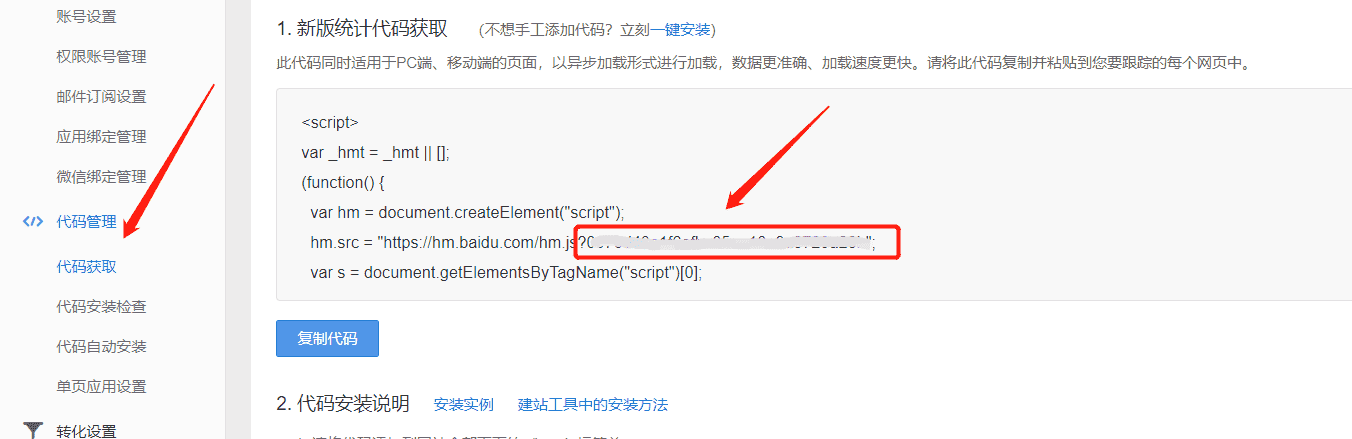 账号设置
权限账号管理
邮件订阅设置
应用绑定管理
微信绑定管理
</> 代码管理
代码获取
代码安装检查
代码自动安装
单页应用设置
转化设置
1. 新版统计代码获取 (不想手工添加代码？立刻一键安装)
此代码同时适用于PC端、移动端的页面，以异步加载形式进行加载，数据更准确、加载速度更快。请将此代码复制并粘贴到您要跟踪的每个网页中。
<script>
var _hmt = _hmt || [];
(function() {
var hm = document.createElement("script");
hm.src = "https://hm.baidu.com/hm.js?
var s = document.getElementsByTagName("script")[0];
复制代码
2. 代码安装说明 安装实例 建站工具中的安装方法